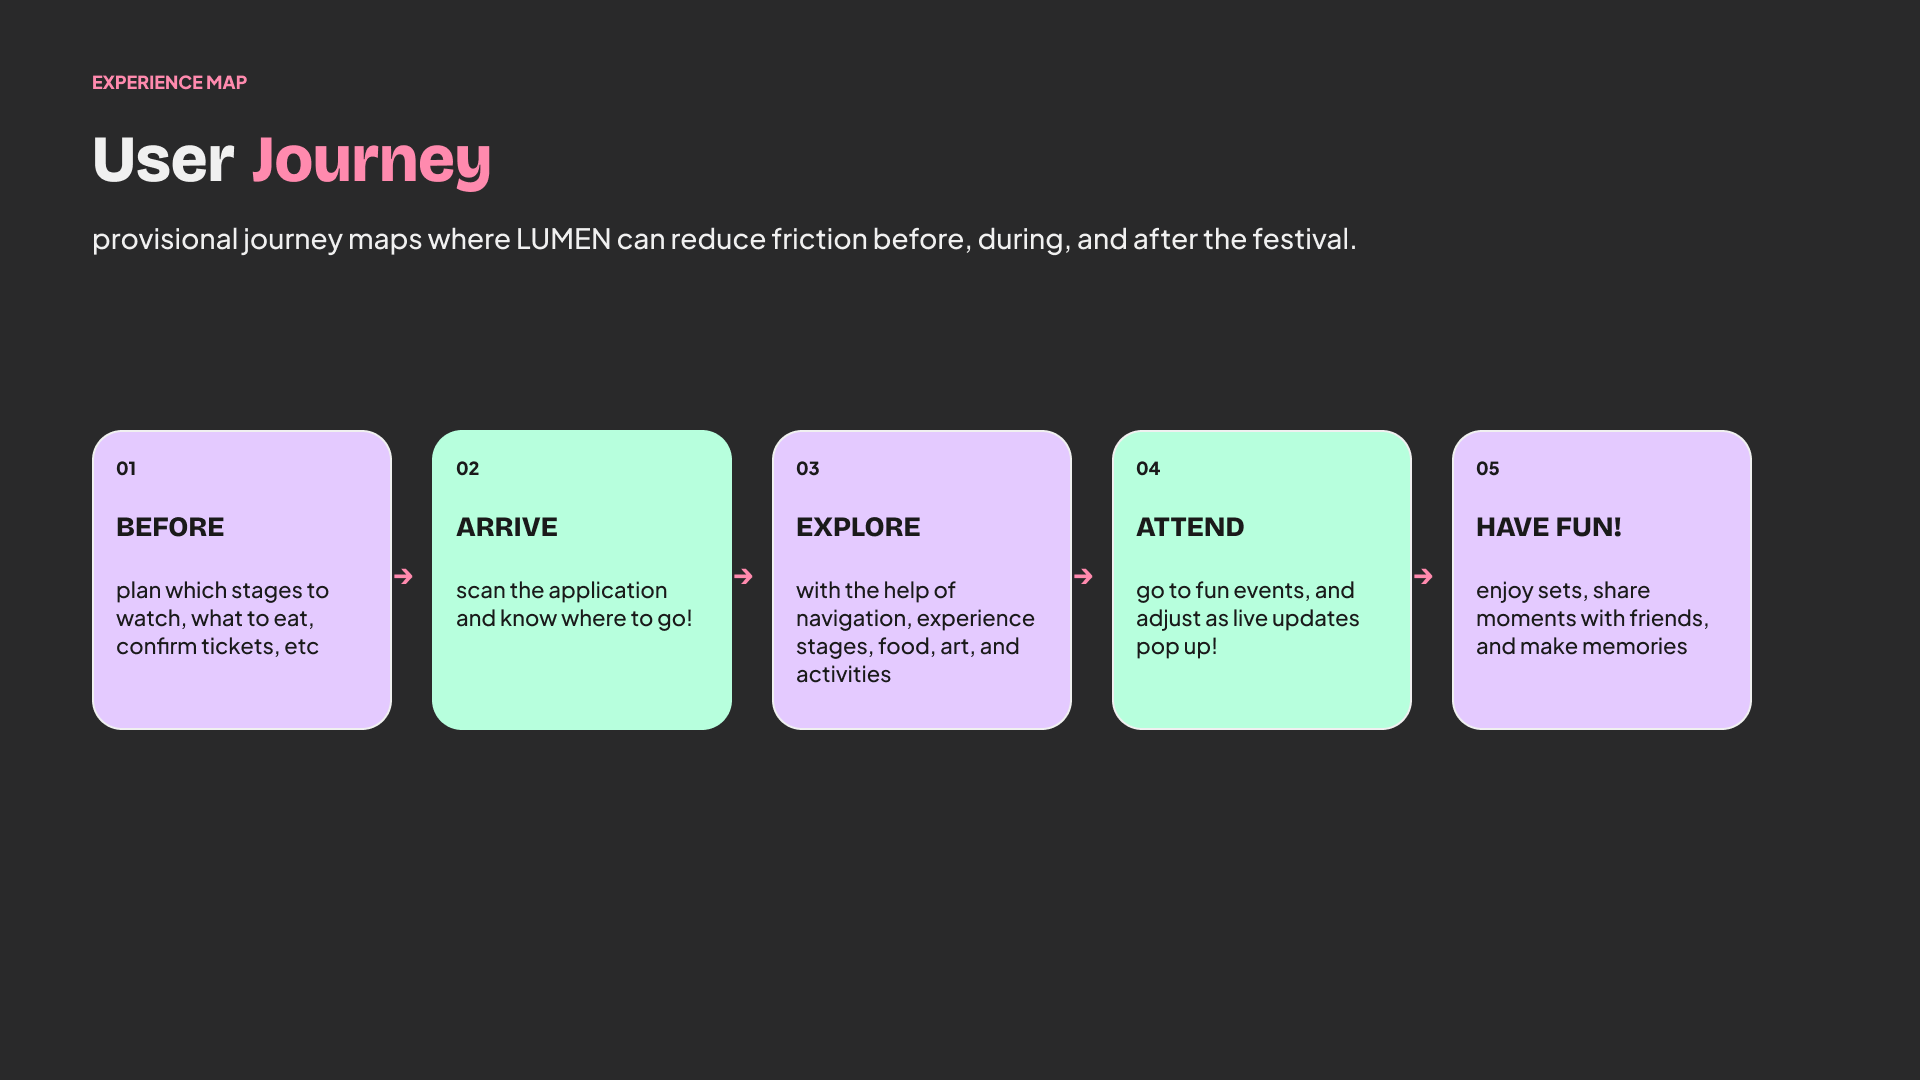 EXPERIENCE MAP
User Journey
provisional journey maps where LUMEN can reduce friction before, during, and after the festival.
01
BEFORE
plan which stages to
watch, what to eat,
confirm tickets, etc
→
02
ARRIVE
scan the application
and know where to go!
→
03
EXPLORE
with the help of
navigation, experience
stages, food, art, and
activities
→
04
ATTEND
go to fun events, and
adjust as live updates
pop up!
→
05
HAVE FUN!
enjoy sets, share
moments with friends,
and make memories